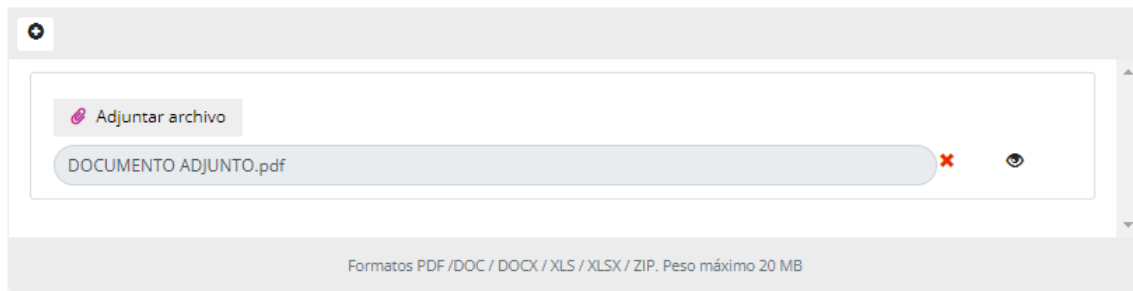 Adjuntar archivo
DOCUMENTO ADJUNTO.pdf
Formatos PDF /DOC / DOCX / XLS / XLSX / ZIP. Peso máximo 20 MB